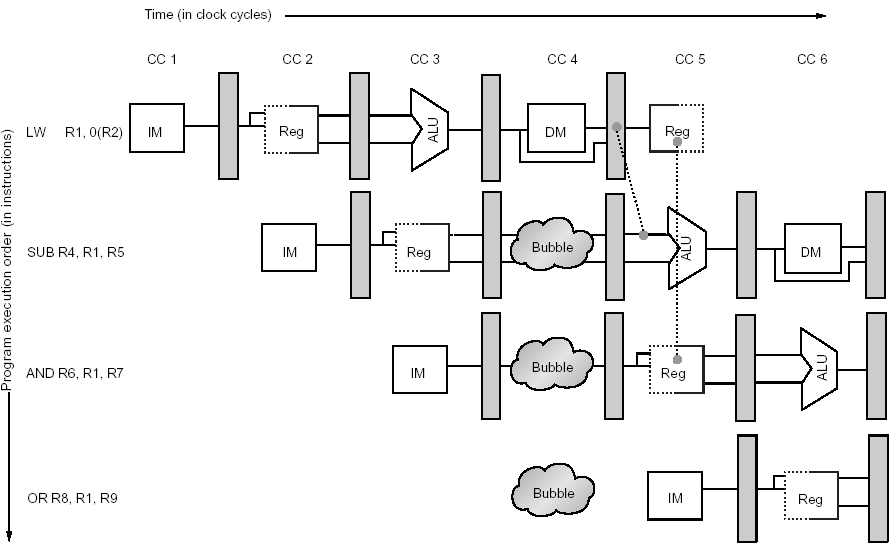 Time (in clock cycles)
CC 1 CC 2 CC 3 CC 4 CC 5 CC 6
Program execution order (in instructions)
LW R1, 0(R2) IM Reg ALU DM Reg
SUB R4, R1, R5 IM Reg Bubble ALU DM
AND R6, R1, R7 IM Bubble Reg ALU
OR R8, R1, R9 Bubble IM Reg